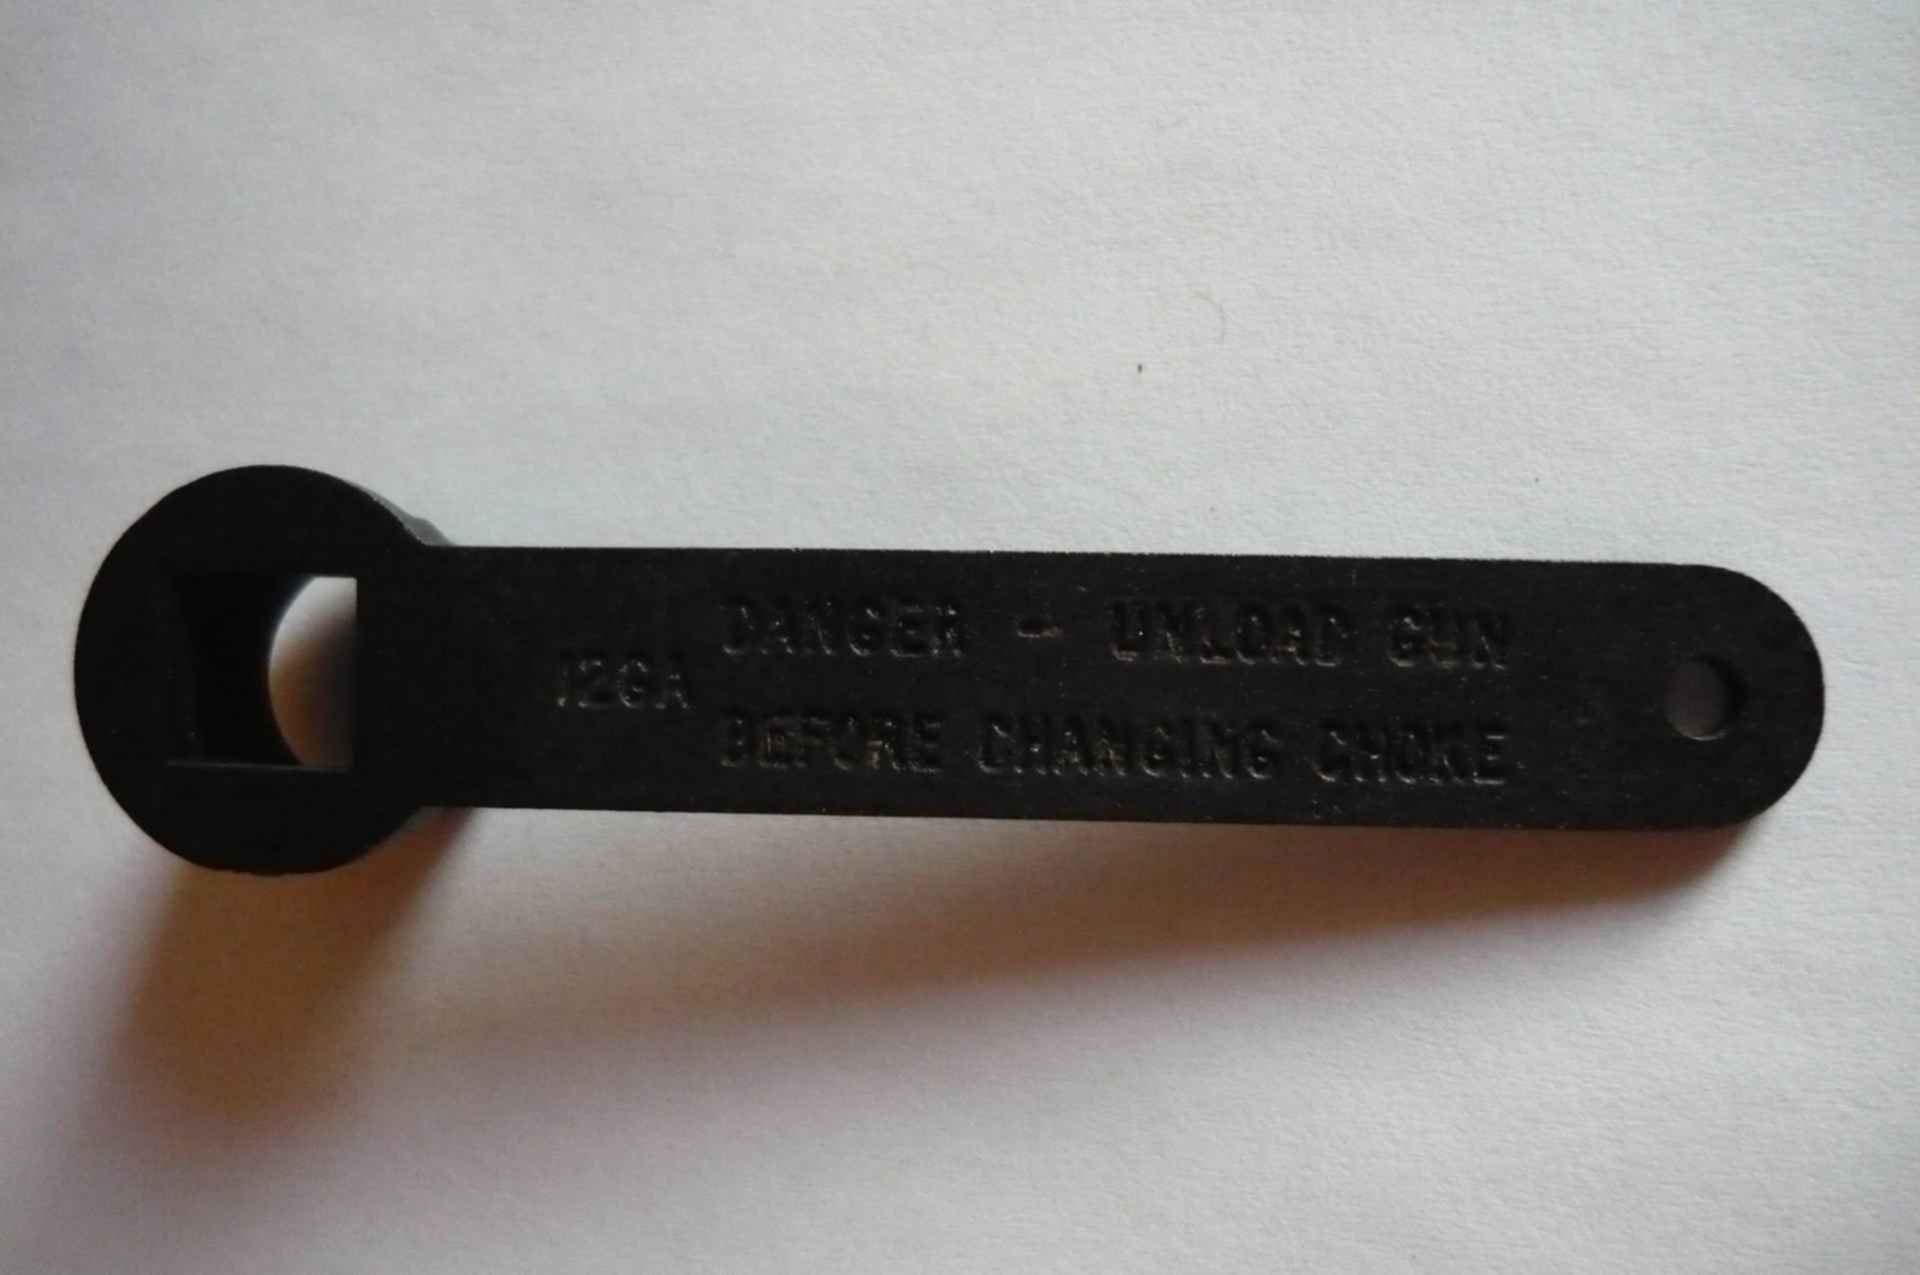 12GA
DANGER - UNLOAD GUN
BEFORE CHANGING CHOKE